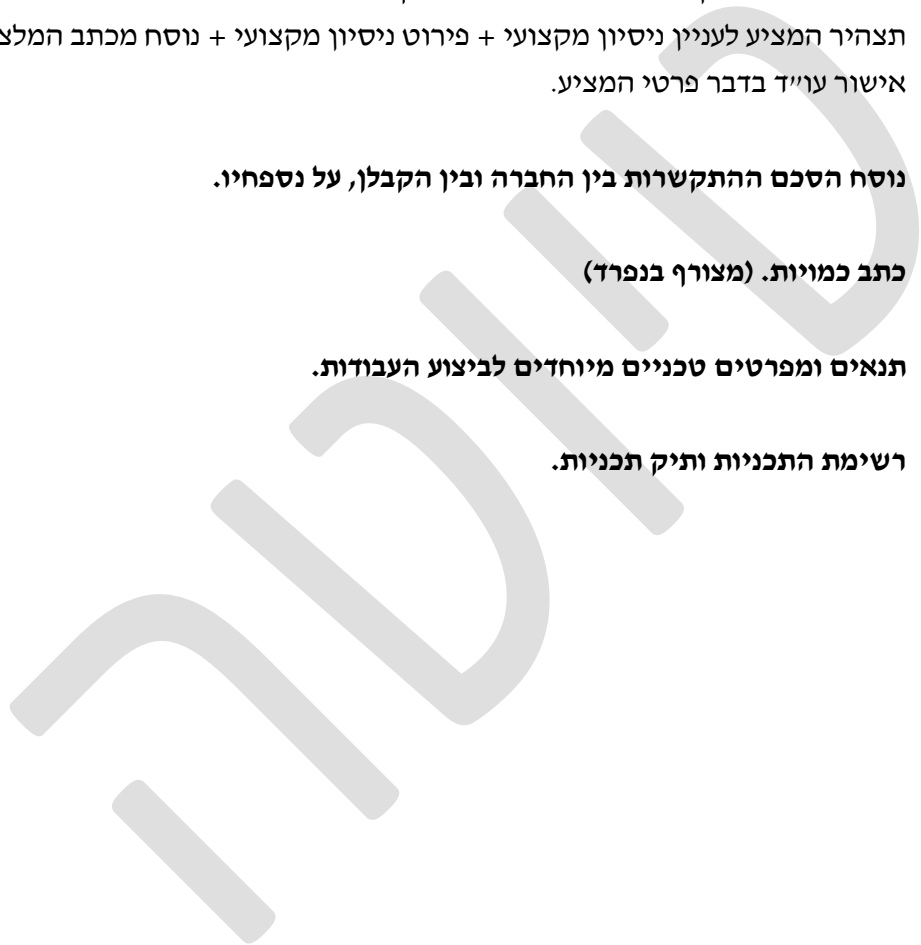 תצהיר המציע לעניין ניסיון מקצועי + פירוט ניסיון מקצועי + נוסח מכתב
אישור עו״ד בדבר פרטי המציע.
נוסח הסכם ההתקשרות בין החברה ובין הקבלן, על נספחיו.
כתב כמויות. (מצורף בנפרד)
תנאים ומפרטים טכניים מיוחדים לביצוע העבודות.
רשימת התכניות ותיק תכניות.
טיוטה